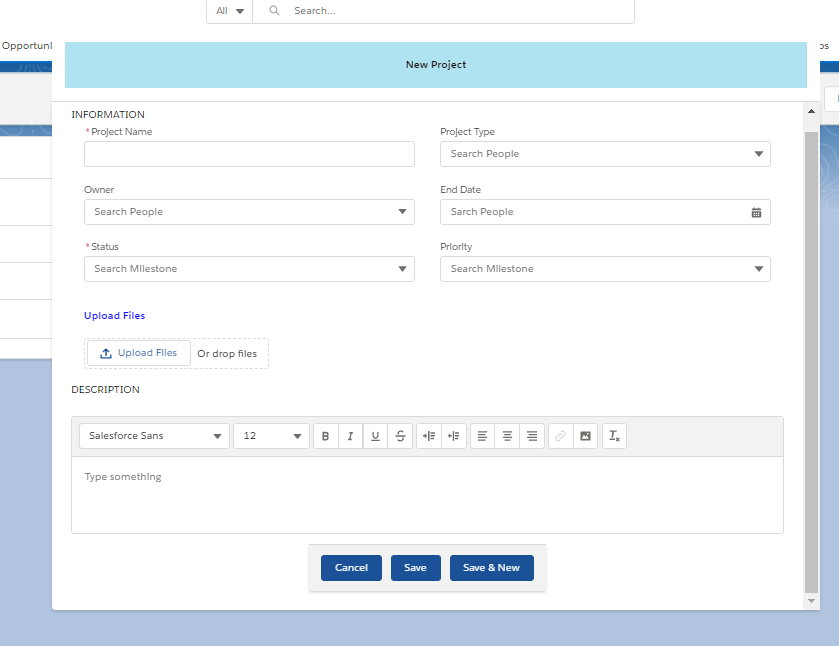 All Search...
Opportuni
New Project
INFORMATION
*Project Name Project Type
Search People
Owner End Date
Search People Sarch People
*Status Priority
Search Milestone Search Milestone
Upload Files
Upload Files Or drop files
DESCRIPTION
Salesforce Sans 12 B I U S Tx
Type something
Cancel Save Save & New